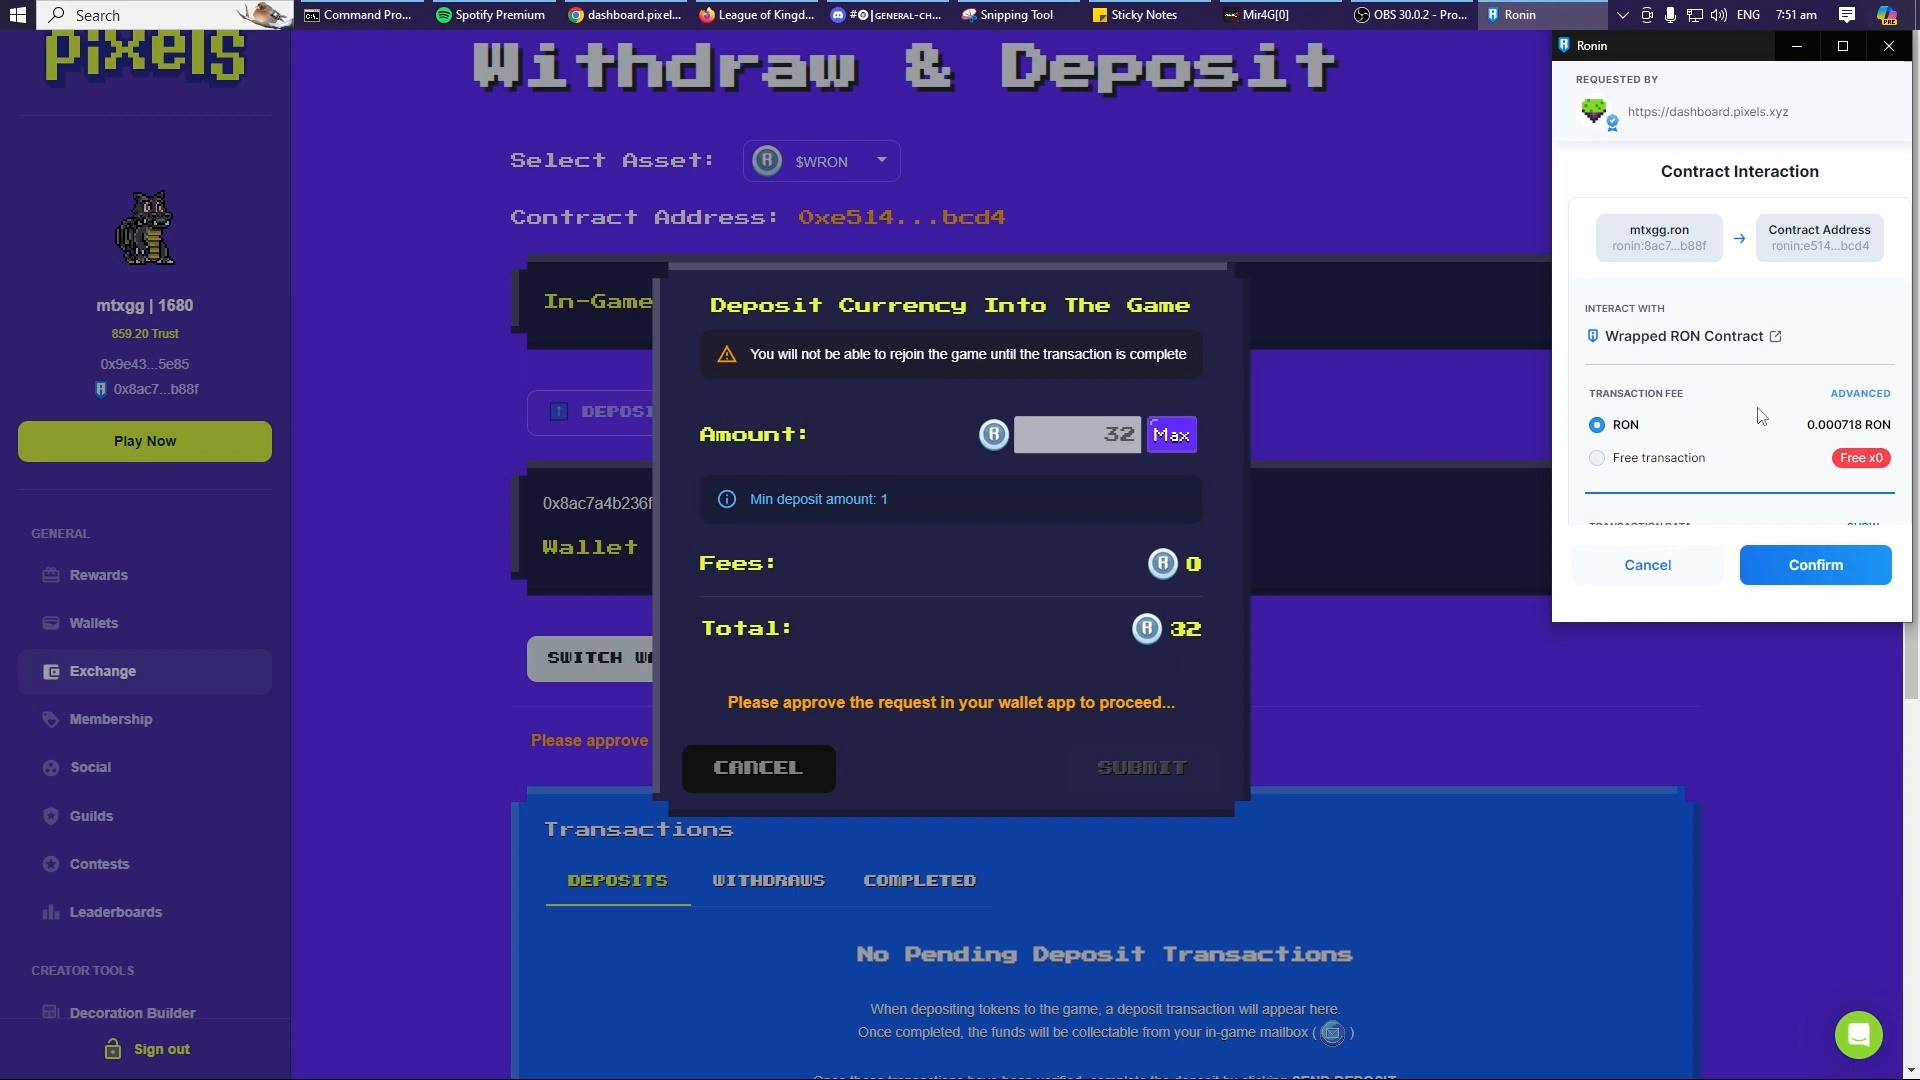 Search
Command Pro...
Spotify Premium
dashboard.pixel...
League of Kingd...
#⭘|GENERAL-CH...
Snipping Tool
Sticky Notes
Mir4G[0]
OBS 30.0.2 - Pro...
Ronin
ENG
7:51 am
pixels
mtxgg | 1680
859.20 Trust
0x9e43...5e85
0x8ac7...b88f
Play Now
GENERAL
Rewards
Wallets
Exchange
Membership
Social
Guilds
Contests
Leaderboards
CREATOR TOOLS
Decoration Builder
Sign out
Withdraw & Deposit
Select Asset:
$WRON
Contract Address: 0xe514...bcd4
In-Game
DEPOSI
0x8ac7a4b236f
Wallet
SWITCH WA
Please approve
Deposit Currency Into The Game
You will not be able to rejoin the game until the transaction is complete
Amount:
32
Max
Min deposit amount: 1
Fees:
0
Total:
32
Please approve the request in your wallet app to proceed...
CANCEL
SUBMIT
Transactions
DEPOSITS
WITHDRAWS
COMPLETED
No Pending Deposit Transactions
When depositing tokens to the game, a deposit transaction will appear here.
Once completed, the funds will be collectable from your in-game mailbox ( )
Ronin
REQUESTED BY
https://dashboard.pixels.xyz
Contract Interaction
mtxgg.ron
ronin:8ac7...b88f
Contract Address
ronin:e514...bcd4
INTERACT WITH
Wrapped RON Contract
TRANSACTION FEE
ADVANCED
RON
0.000718 RON
Free transaction
Free x0
Cancel
Confirm